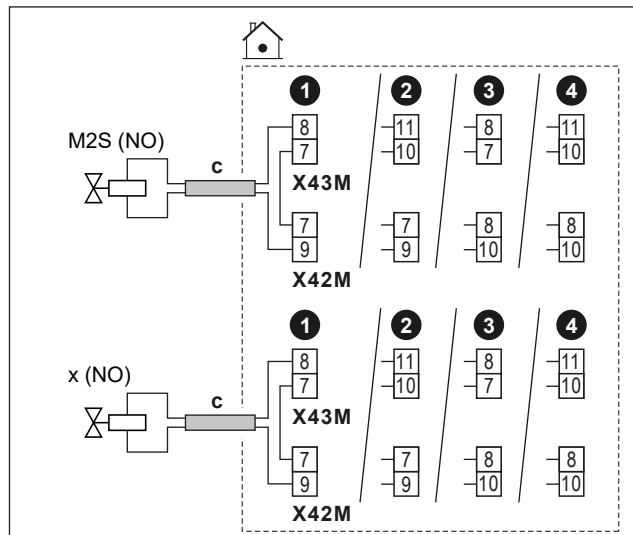 1 2 3 4
8 11 8 11
M2S (NO)
7 10 7 10
c
X43M
7 7 8 8
9 9 10 10
X42M
1 2 3 4
8 11 8 11
x (NO)
7 10 7 10
c
X43M
7 7 8 8
9 9 10 10
X42M